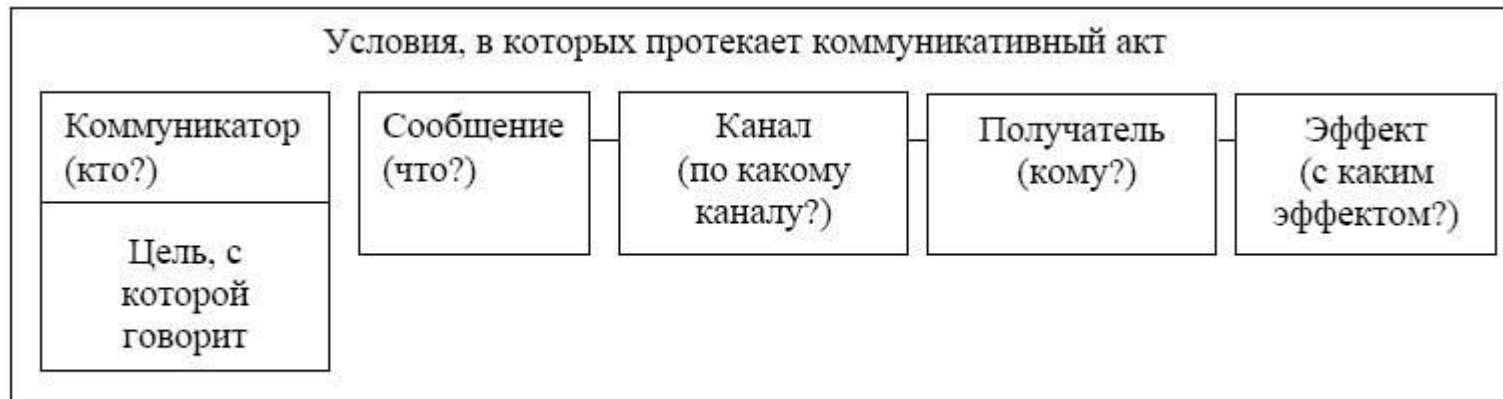 Условия, в которых протекает коммуникативный акт
Коммуникатор
(кто?)
Цель, с
которой
говорит
Сообщение
(что?)
Канал
(по какому
каналу?)
Получатель
(кому?)
Эффект
(с каким
эффектом?)